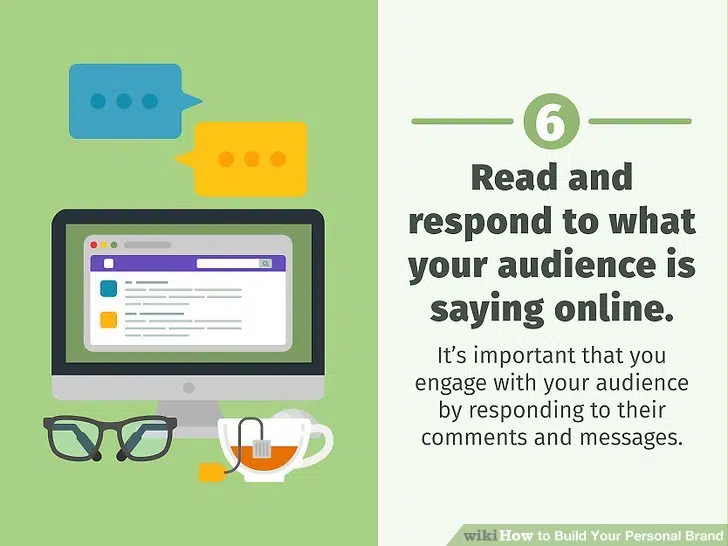 6
Read and
respond to what
your audience is
saying online.
It's important that you
engage with your audience
by responding to their
comments and messages.
wikiHow to Build Your Personal Brand